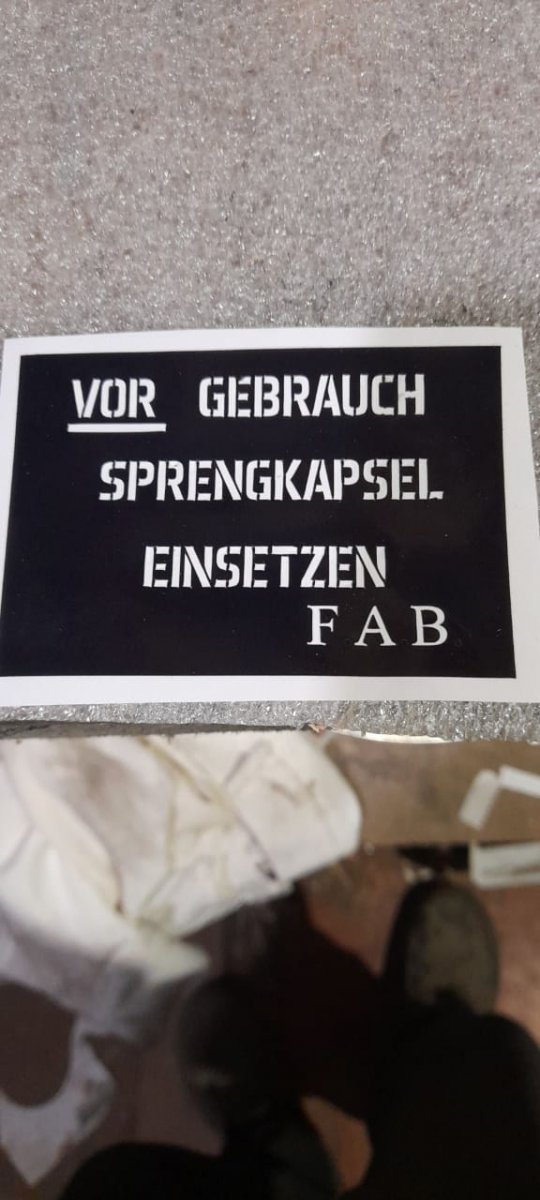 VOR GEBRAUCH
SPRENGKAPSEL
EINSETZEN
FAB